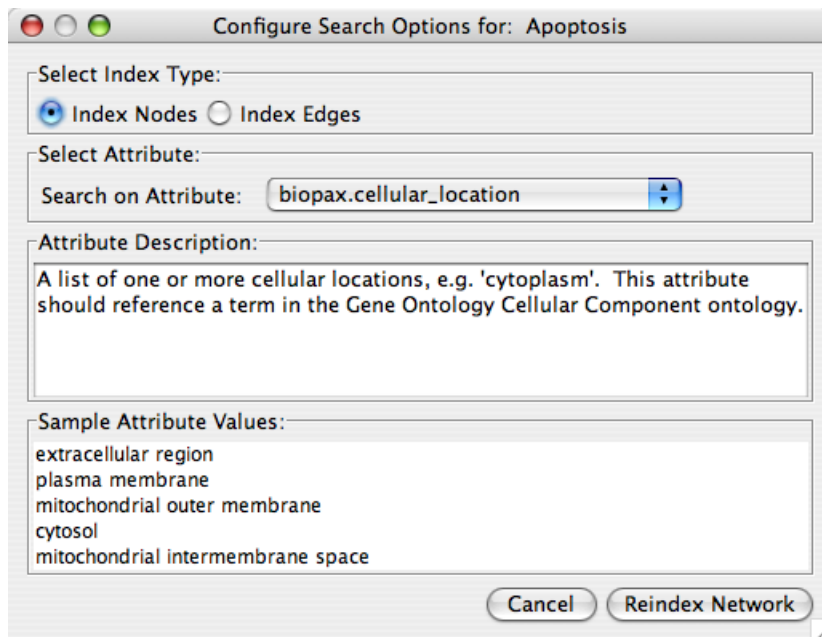 Configure Search Options for: Apoptosis
Select Index Type:
Index Nodes Index Edges
Select Attribute:
Search on Attribute: biopax.cellular_location
Attribute Description:
A list of one or more cellular locations, e.g. 'cytoplasm'.  This attribute
should reference a term in the Gene Ontology Cellular Component ontology.
Sample Attribute Values:
extracellular region
plasma membrane
mitochondrial outer membrane
cytosol
mitochondrial intermembrane space
Cancel Reindex Network